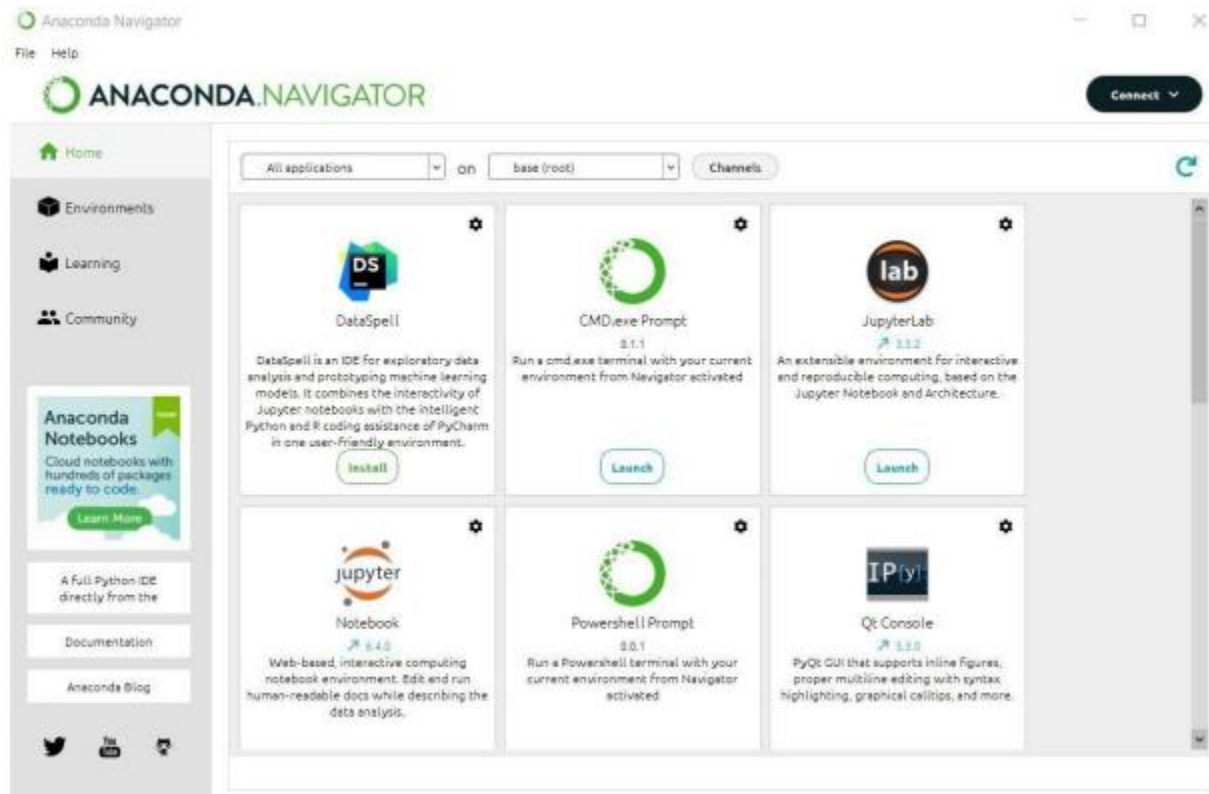 Anaconda Navigator
File Help
ANACONDA.NAVIGATOR
Connect
Home
Environments
Learning
Community
Anaconda
Notebooks
Cloud notebooks with
hundreds of packages
ready to code.
Learn More
A Full Python IDE
directly from the
Documentation
Anaconda Blog
You
Tube
All applications on base (root) Channels
DS
DataSpell
DataSpell is an IDE for exploratory data
analysis and prototyping machine learning
models. It combines the interactivity of
Jupyter notebooks with the intelligent
Python and R coding assistance of PyCharm
in one user-friendly environment.
Install
CMD.exe Prompt
0.1.1
Run a cmd.exe terminal with your current
environment from Navigator activated
Launch
lab
JupyterLab
An extensible environment for interactive
and reproducible computing, based on the
Jupyter Notebook and Architecture.
Launch
jupyter
Notebook
Web-based, interactive computing
notebook environment. Edit and run
human-readable docs while describing the
data analysis.
Powershell Prompt
0.0.1
Run a Powershell terminal with your
current environment from Navigator
activated
IP[y]:
Qt Console
PyQt GUI that supports inline figures,
proper multiline editing with syntax
highlighting, graphical calltips, and more.